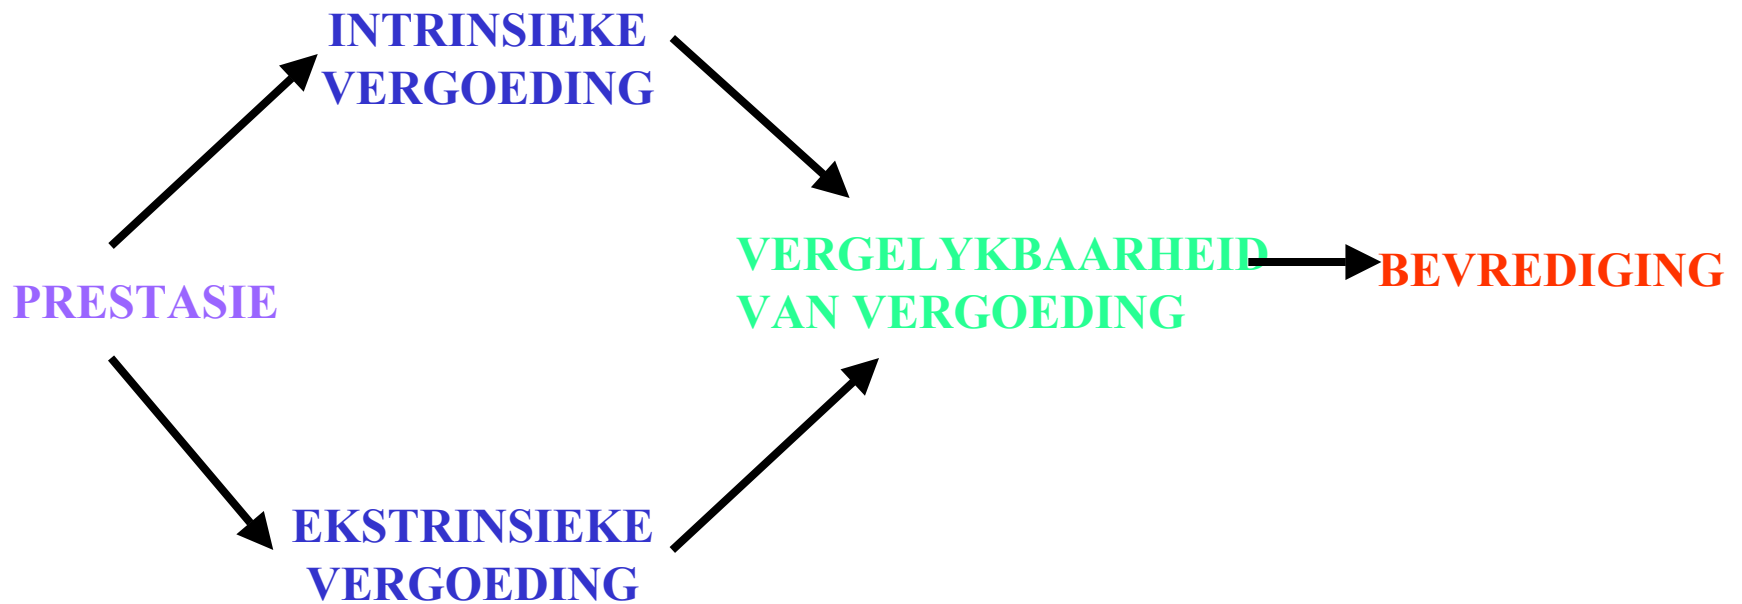 INTRINSIEKE
VERGOEDING
PRESTASIE
VERGELYKBAARHEID
VAN VERGOEDING
BEVREDIGING
EKSTRINSIEKE
VERGOEDING